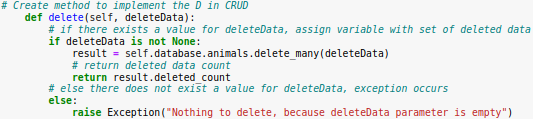 # Create method to implement the D in CRUD
    def delete(self, deleteData):
        # if there exists a value for deleteData, assign variable with set of deleted data
        if deleteData is not None:
            result = self.database.animals.delete_many(deleteData)
            # return deleted data count
            return result.deleted_count
        # else there does not exist a value for deleteData, exception occurs
        else:
            raise Exception("Nothing to delete, because deleteData parameter is empty")